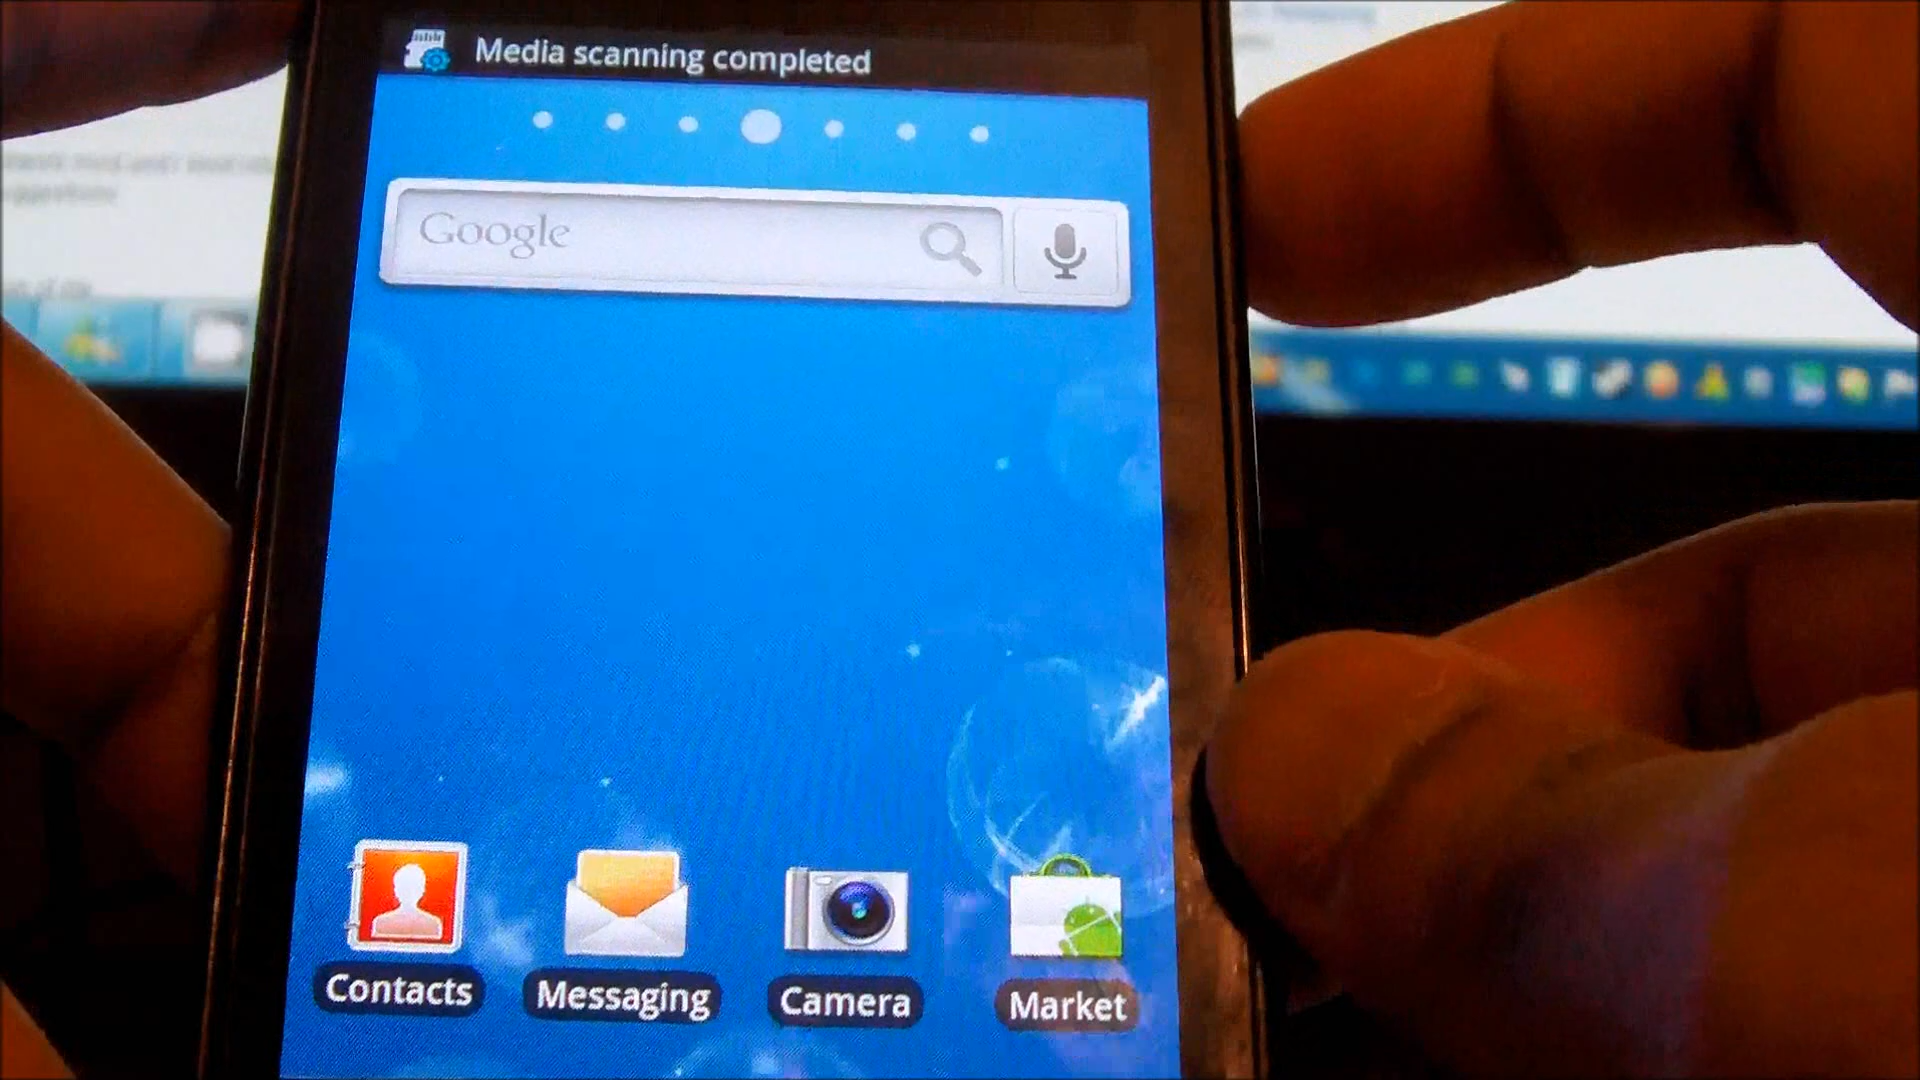 Media scanning completed
Google
Contacts
Messaging
Camera
Market